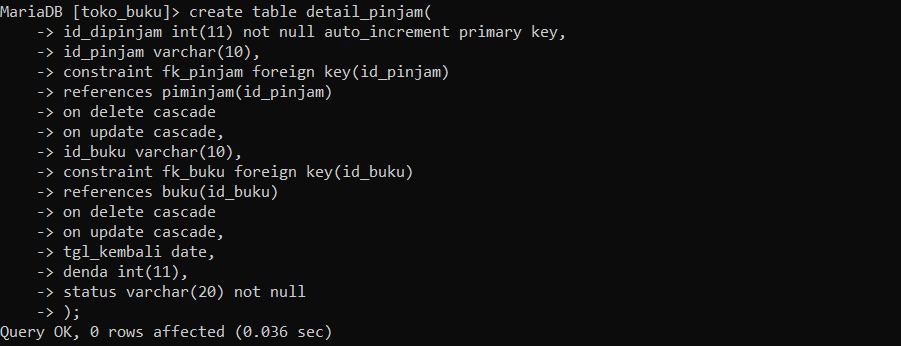 MariaDB [toko_buku]> create table detail_pinjam(
    -> id_dipinjam int(11) not null auto_increment primary key,
    -> id_pinjam varchar(10),
    -> constraint fk_pinjam foreign key(id_pinjam)
    -> references piminjam(id_pinjam)
    -> on delete cascade
    -> on update cascade,
    -> id_buku varchar(10),
    -> constraint fk_buku foreign key(id_buku)
    -> references buku(id_buku)
    -> on delete cascade
    -> on update cascade,
    -> tgl_kembali date,
    -> denda int(11),
    -> status varchar(20) not null
    -> );
Query OK, 0 rows affected (0.036 sec)